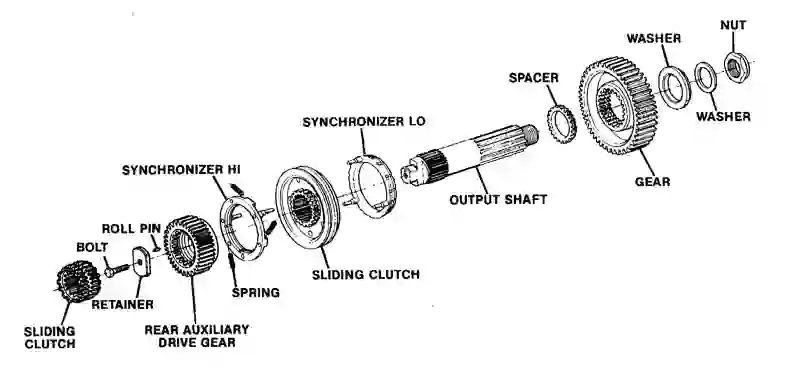 NUT
WASHER
SPACER
WASHER
SYNCHRONIZER LO
SYNCHRONIZER HI
GEAR
OUTPUT SHAFT
ROLL PIN
BOLT
SLIDING CLUTCH
SPRING
RETAINER
SLIDING
CLUTCH
REAR AUXILIARY
DRIVE GEAR